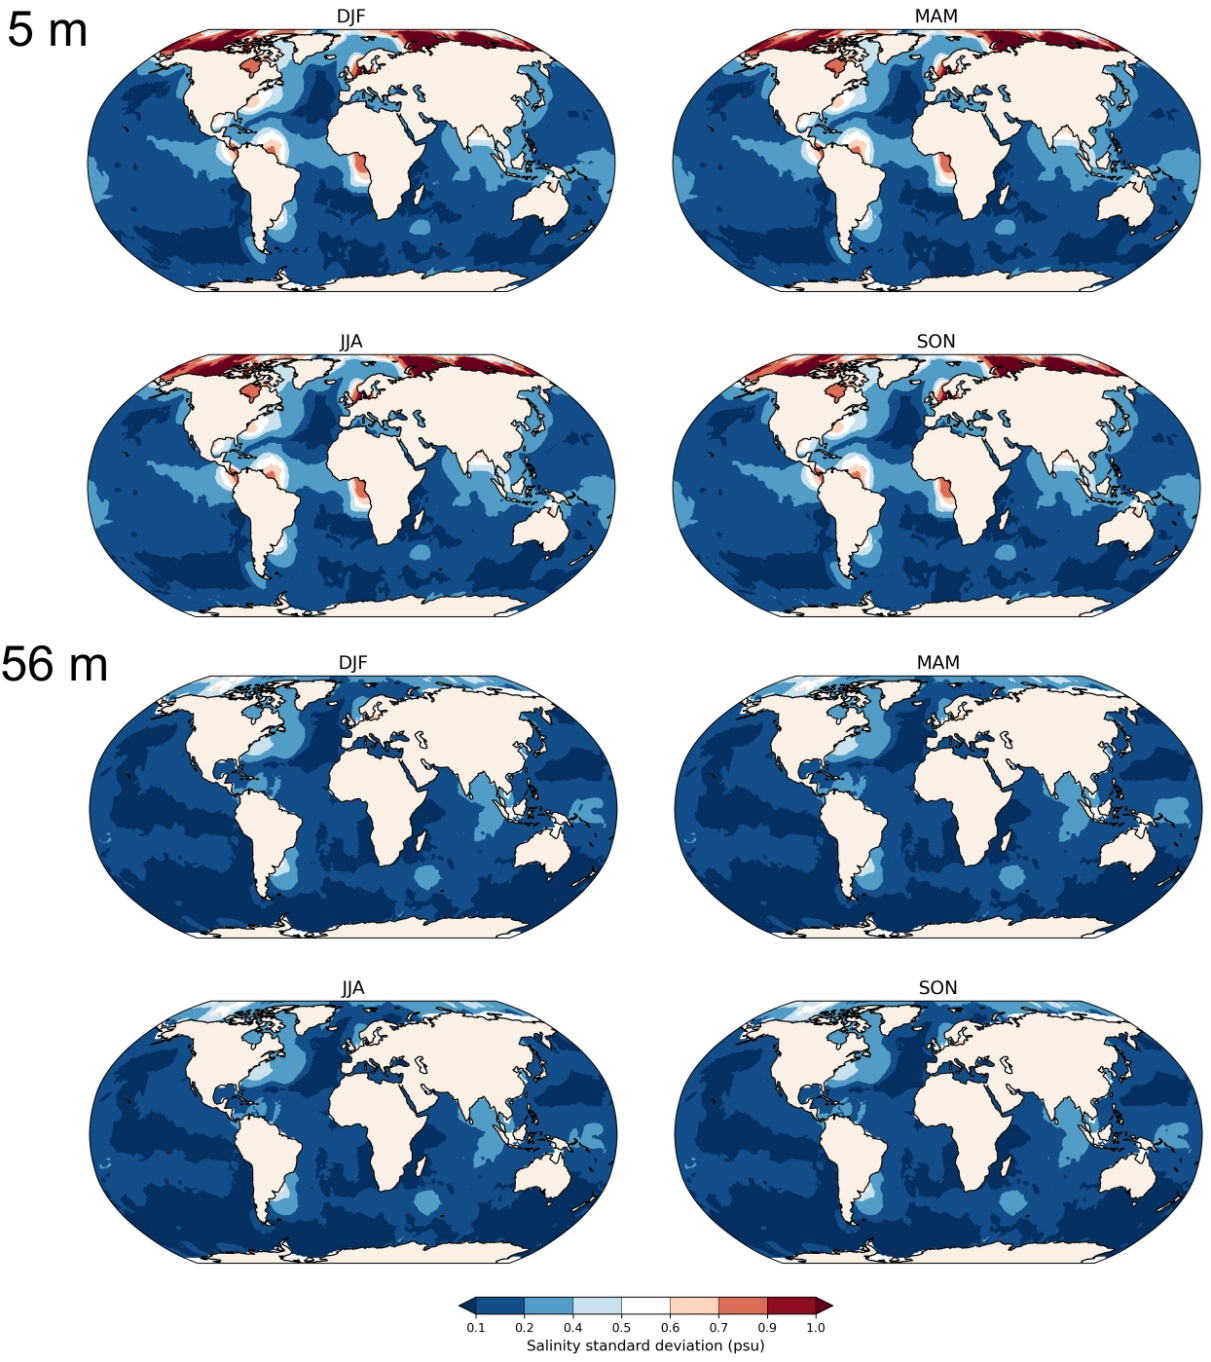 5 m
DJF
MAM
JJA
SON
56 m
DJF
MAM
JJA
SON
0.1 0.2 0.4 0.5 0.6 0.7 0.9 1.0
Salinity standard deviation (psu)